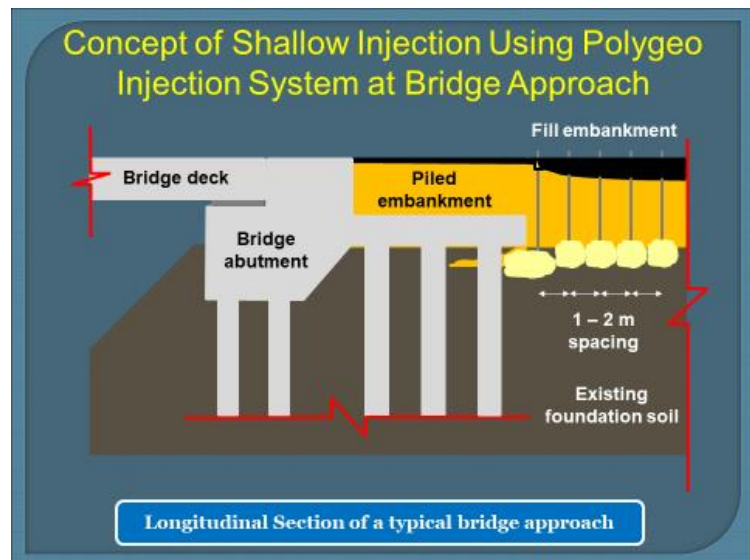 Concept of Shallow Injection Using Polygeo
Injection System at Bridge Approach
Fill embankment
Bridge deck
Piled
embankment
Bridge
abutment
1 – 2 m
spacing
Existing
foundation soil
Longitudinal Section of a typical bridge approach